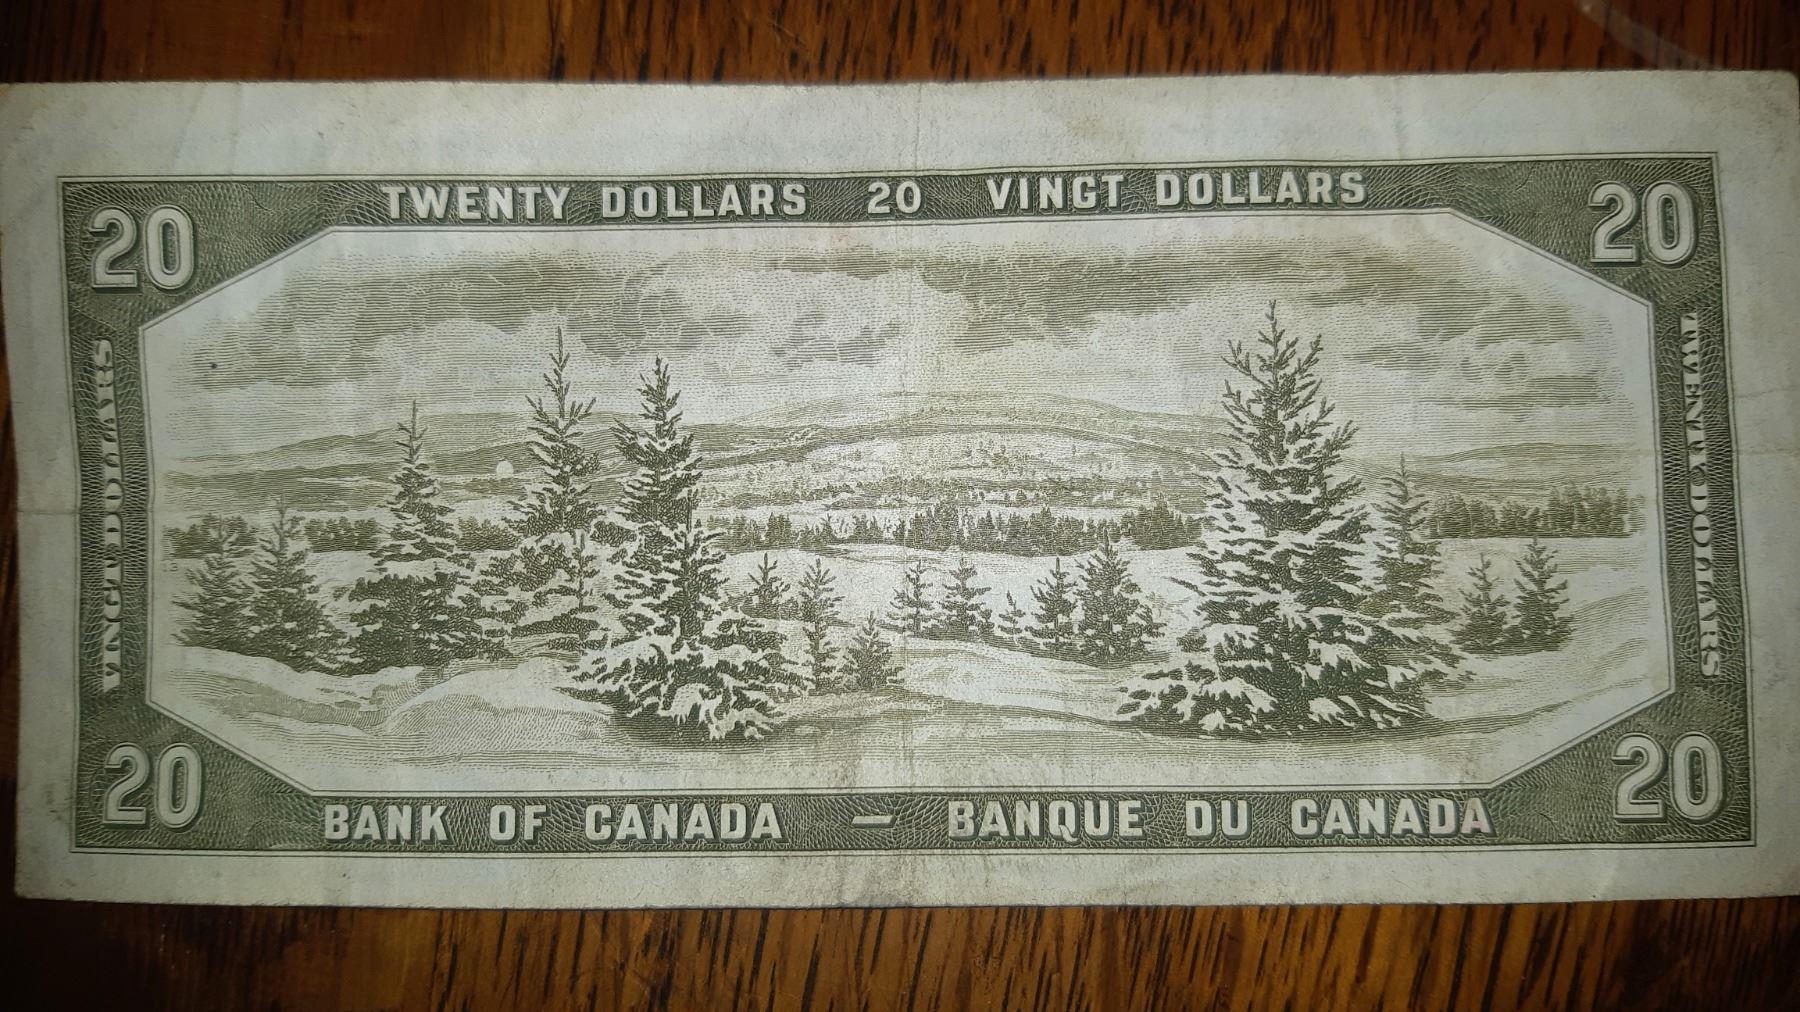 TWENTY DOLLARS 20 VINGT DOLLARS
20
20
VINGT DOLLARS
TWENTY DOLLARS
20
20
BANK OF CANADA — BANQUE DU CANADA